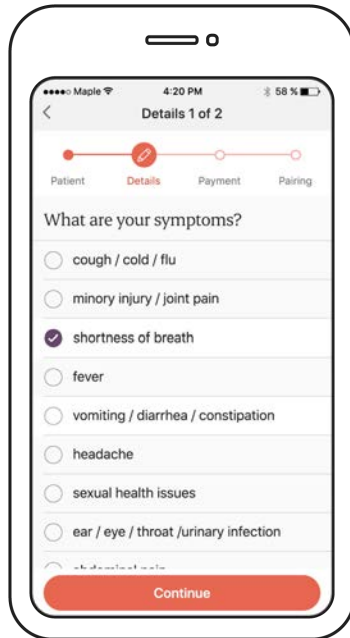 Maple 4:20 PM 58 %
Details 1 of 2
Patient Details Payment Pairing
What are your symptoms?
cough / cold / flu
minory injury / joint pain
shortness of breath
fever
vomiting / diarrhea / constipation
headache
sexual health issues
ear / eye / throat /urinary infection
Continue